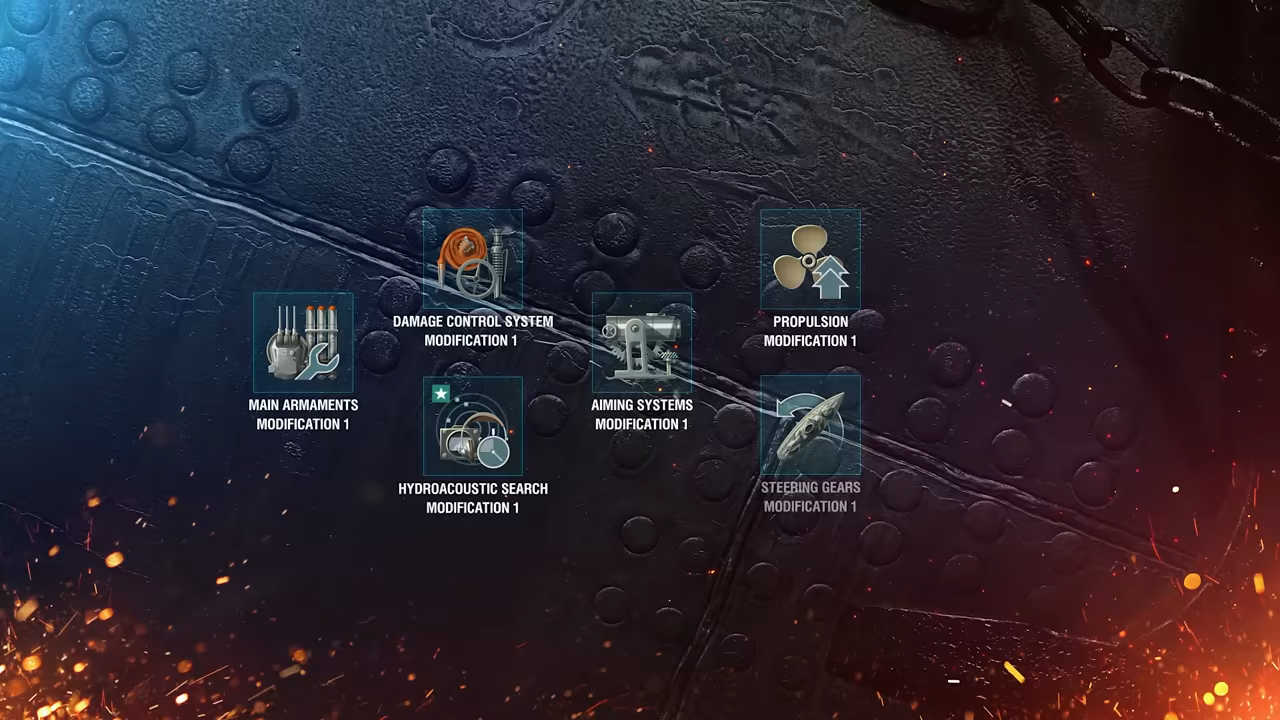 DAMAGE CONTROL SYSTEM
MODIFICATION 1
PROPULSION
MODIFICATION 1
MAIN ARMAMENTS
MODIFICATION 1
AIMING SYSTEMS
MODIFICATION 1
HYDROACOUSTIC SEARCH
MODIFICATION 1
STEERING GEARS
MODIFICATION 1